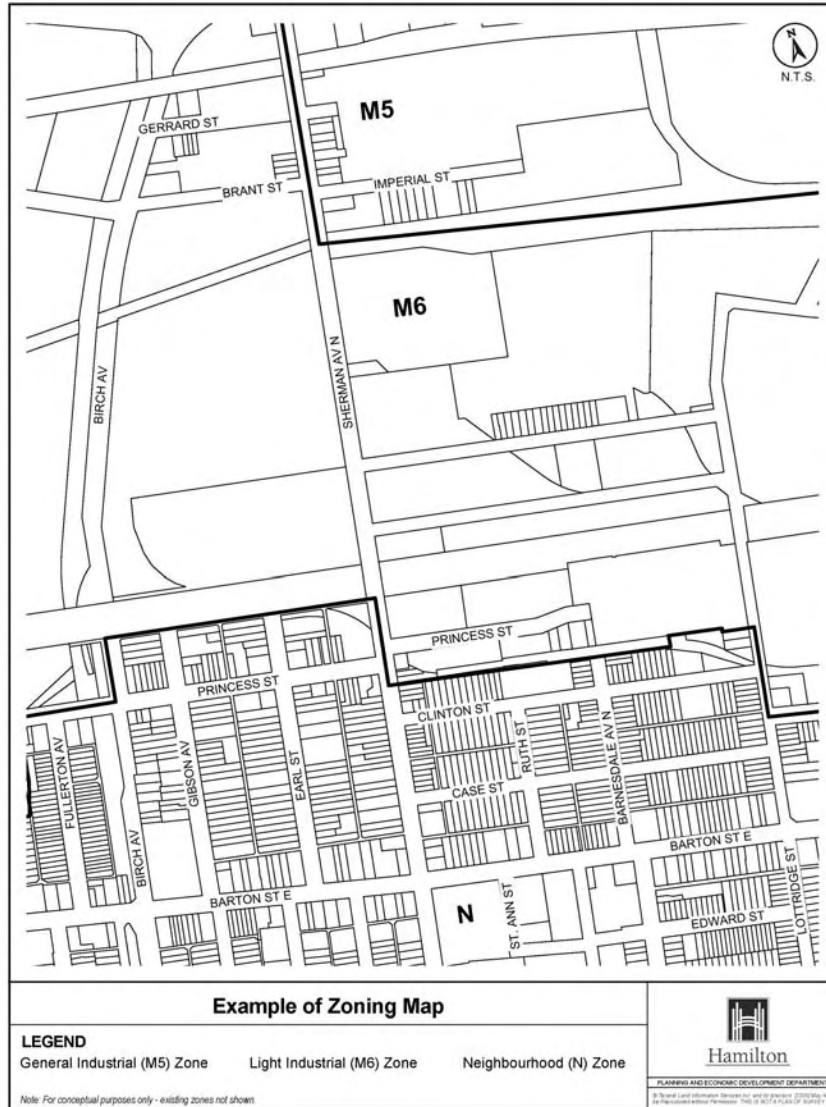 N
N.T.S.
M5
GERRARD ST
IMPERIAL ST
BRANT ST
M6
SHERMAN AV N
BIRCH AV
PRINCESS ST
PRINCESS ST
CLINTON ST
RUTH ST
BARNESDALE AV N
FULLERTON AV
GIBSON AV
EARL ST
CASE ST
BIRCH AV
BARTON ST E
BARTON ST E
LOTTRIDGE ST
N
ST. ANN ST
EDWARD ST
Example of Zoning Map
LEGEND
General Industrial (M5) Zone Light Industrial (M6) Zone Neighbourhood (N) Zone
Note: For conceptual purposes only - existing zones not shown
Hamilton
PLANNING AND ECONOMIC DEVELOPMENT DEPARTMENT